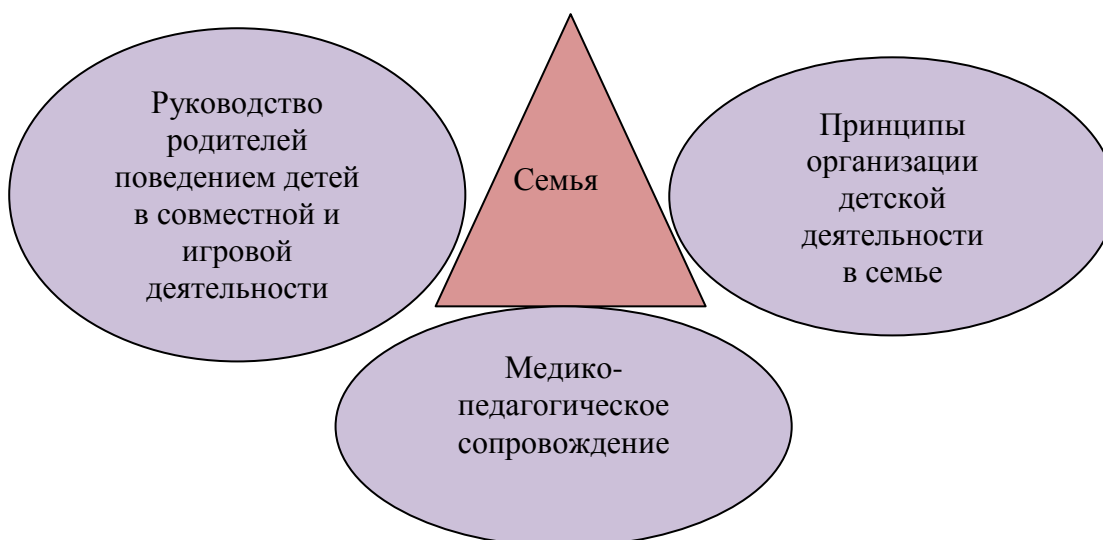 Руководство
родителей
поведением детей
в совместной и
игровой
деятельности
Семья
Принципы
организации
детской
деятельности
в семье
Медико-
педагогическое
сопровождение